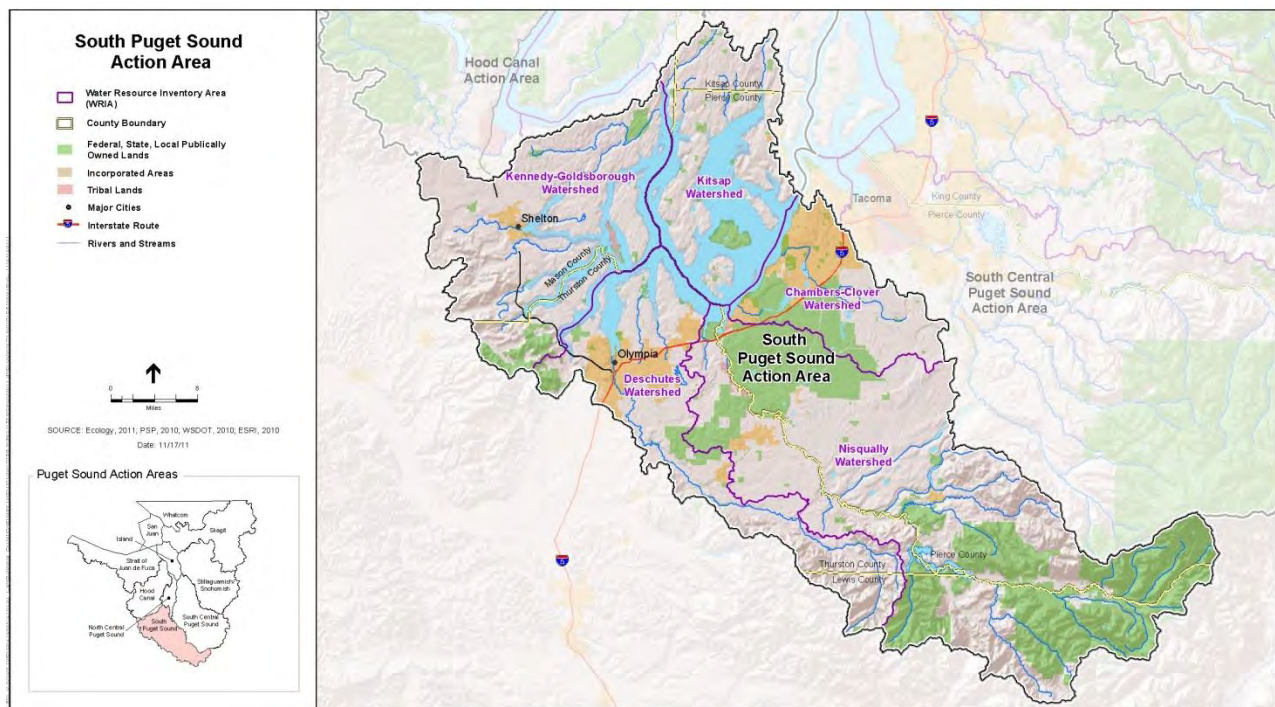 South Puget Sound
Action Area
Water Resource Inventory Area
(WRIA)
County Boundary
Federal, State, Local Publically
Owned Lands
Incorporated Areas
Tribal Lands
Major Cities
5
Interstate Route
Rivers and Streams
0
8
Miles
SOURCE: Ecology, 2011; PSP, 2010; WSDOT, 2010; ESRI, 2010
Date: 11/17/11
Puget Sound Action Areas
Whatcom
San
Juan
Skagit
Island
Strait of
Juan de Fuca
Stillaguamish/
Snohomish
Hood
Canal
North Central
Puget Sound
South
Puget Sound
South Central
Puget Sound
Hood Canal
Action Area
Kitsap County
Pierce County
5
Kennedy-Goldsborough
Watershed
Kitsap
Watershed
Tacoma
King County
Pierce County
Shelton
Mason County
Thurston County
5
South Central
Puget Sound
Action Area
Chambers-Clover
Watershed
South
Puget Sound
Action Area
Olympia
Deschutes
Watershed
Nisqually
Watershed
5
Pierce County
Thurston County
Lewis County